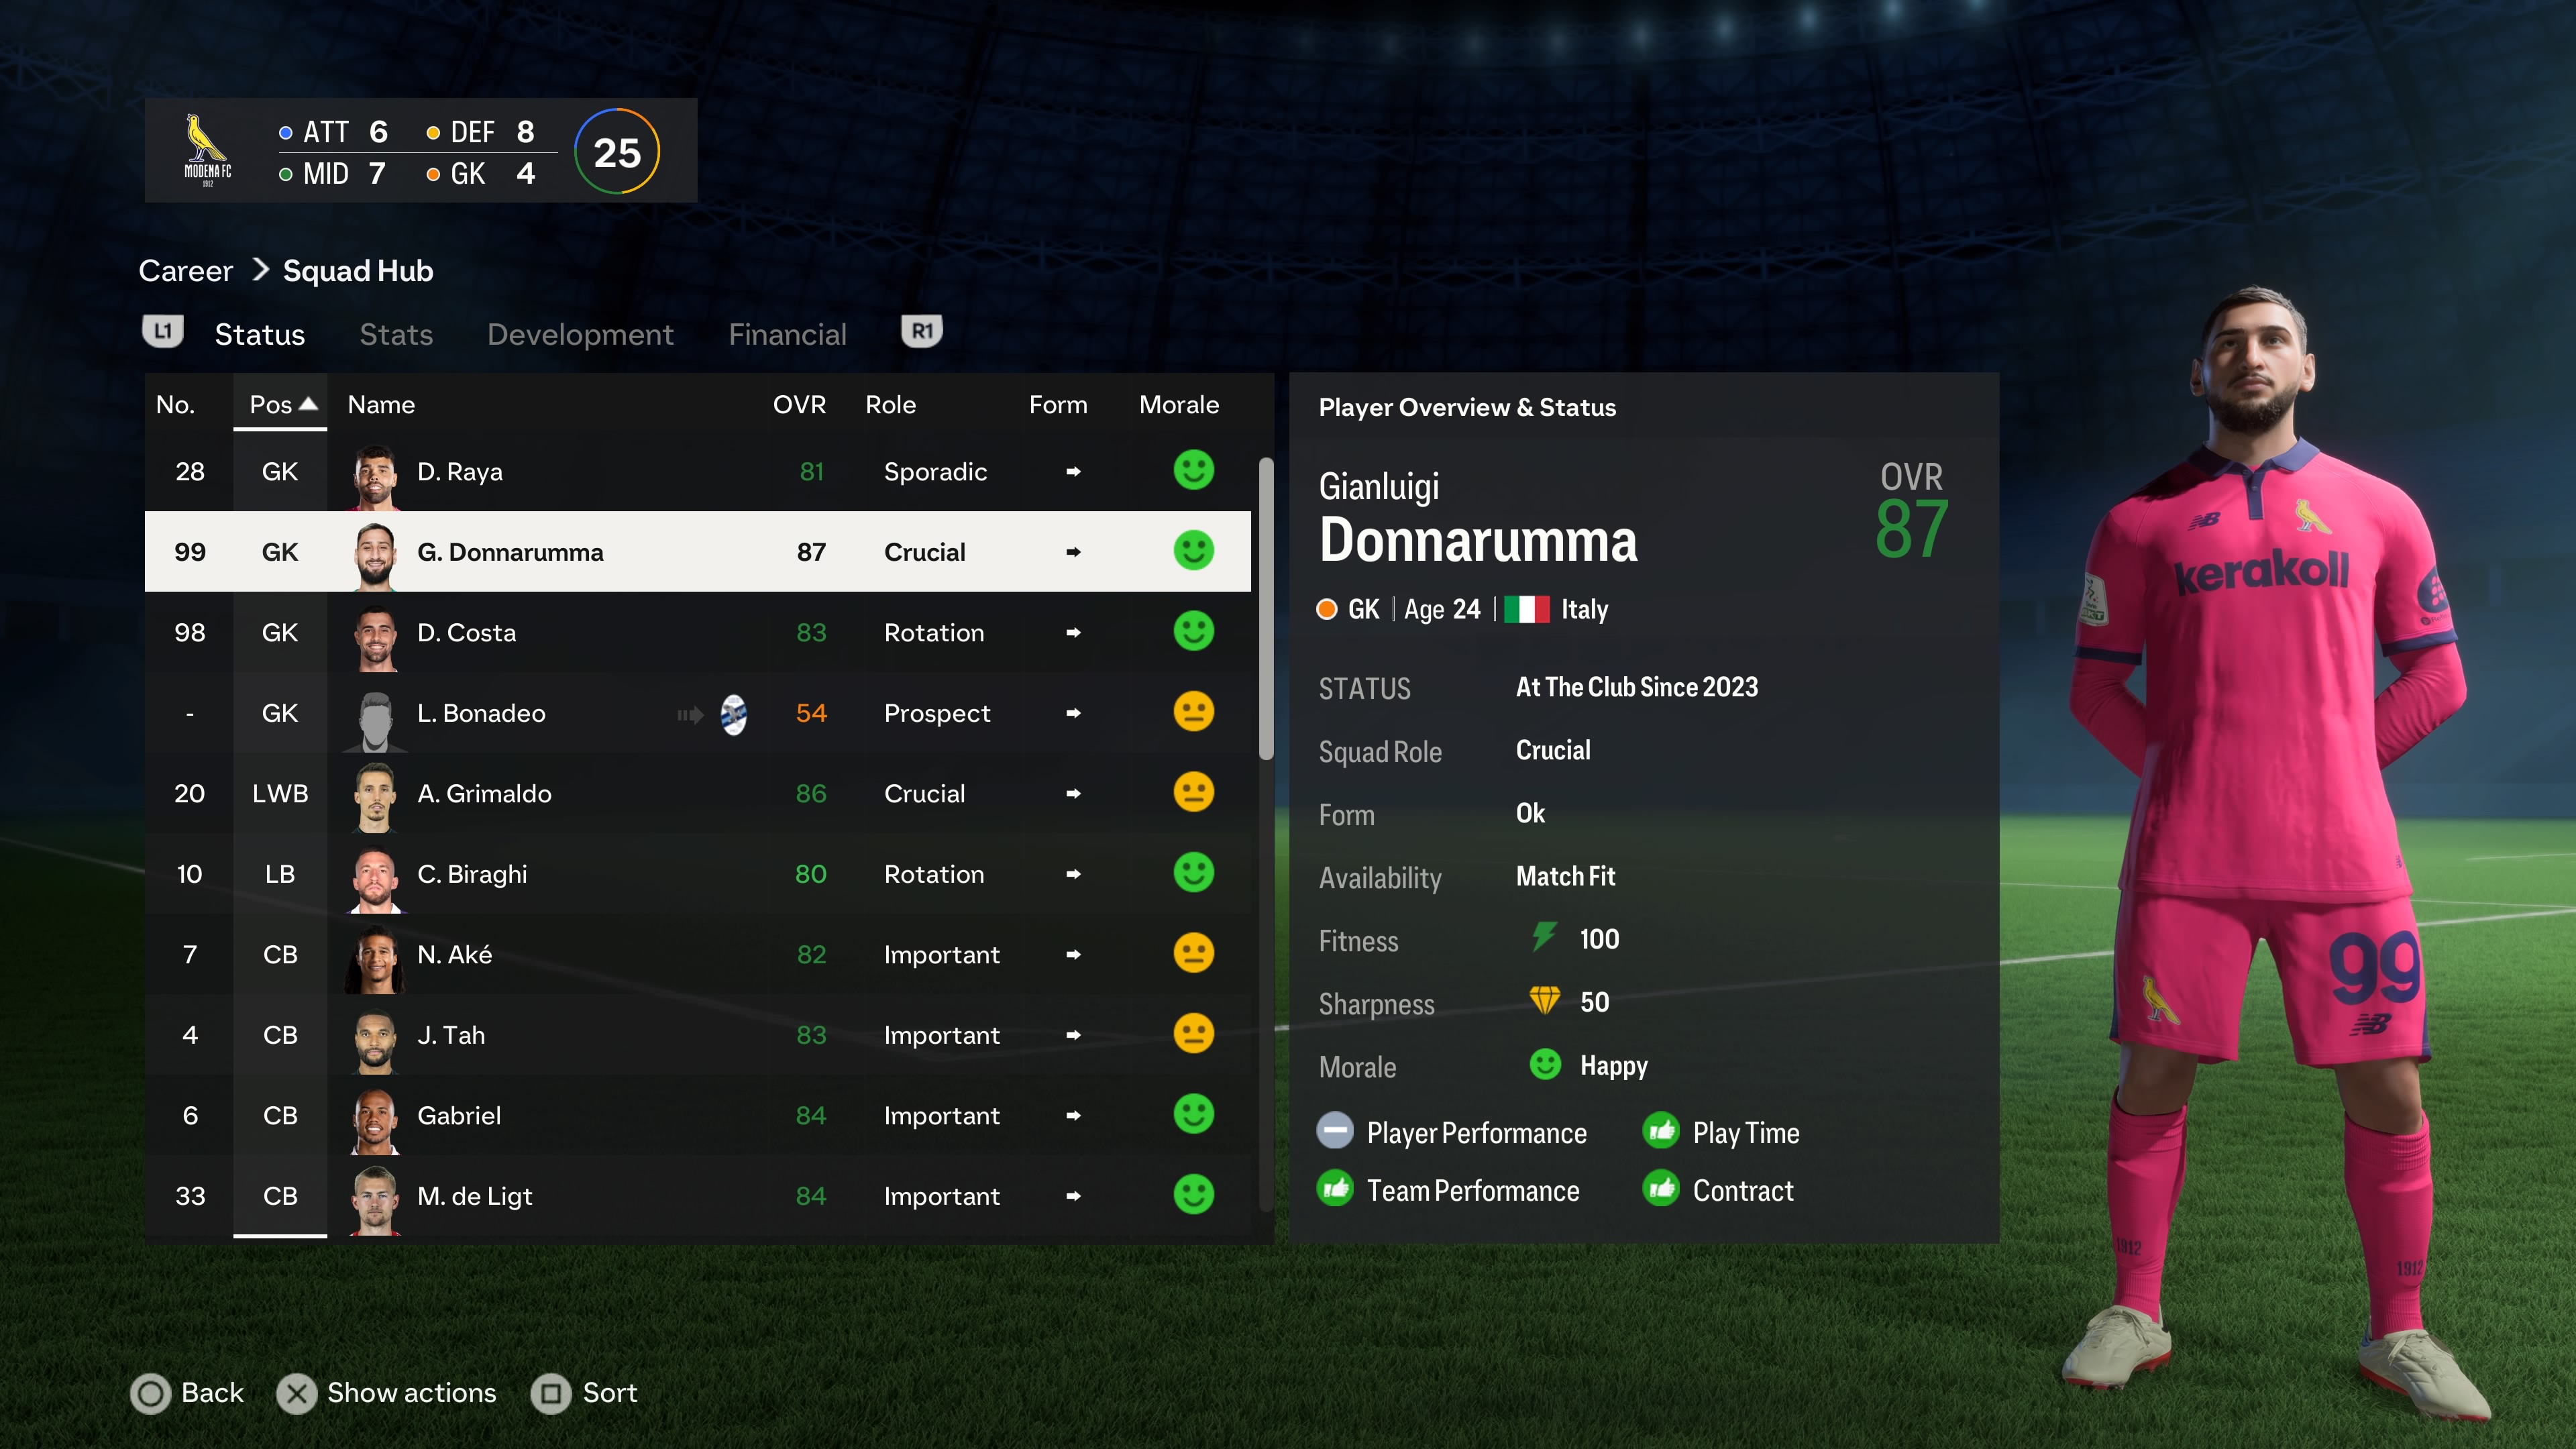 ATT 6 DEF 8
MID 7 GK 4
25
MODENA FC
1912
Career > Squad Hub
L1 Status Stats Development Financial R1
No. Pos Name OVR Role Form Morale
28 GK D. Raya 81 Sporadic
99 GK G. Donnarumma 87 Crucial
98 GK D. Costa 83 Rotation
- GK L. Bonadeo 54 Prospect
20 LWB A. Grimaldo 86 Crucial
10 LB C. Biraghi 80 Rotation
7 CB N. Aké 82 Important
4 CB J. Tah 83 Important
6 CB Gabriel 84 Important
33 CB M. de Ligt 84 Important
Player Overview & Status
Gianluigi
Donnarumma
OVR
87
GK | Age 24 | Italy
STATUS At The Club Since 2023
Squad Role Crucial
Form Ok
Availability Match Fit
Fitness 100
Sharpness 50
Morale Happy
Player Performance Play Time
Team Performance Contract
NB
kerakoll
99
NB
1912
1912
Back Show actions Sort